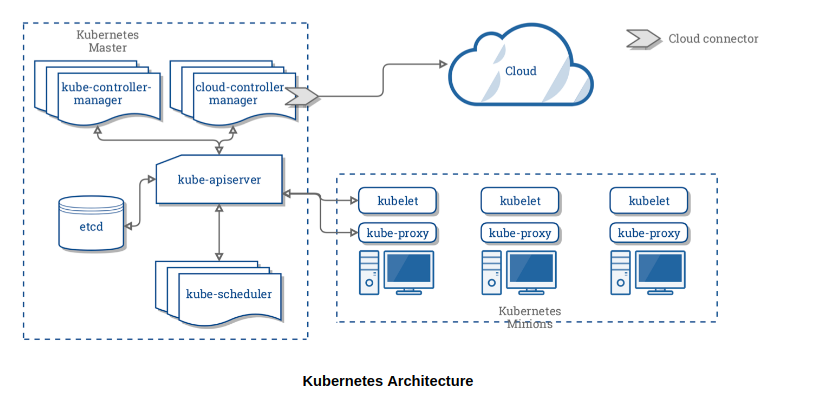 Kubernetes
Master
Cloud connector
kube-controller-
manager
cloud-controller
manager
Cloud
kube-apiserver
etcd
kubelet
kubelet
kubelet
kube-proxy
kube-proxy
kube-proxy
kube-scheduler
Kubernetes
Minions
Kubernetes Architecture